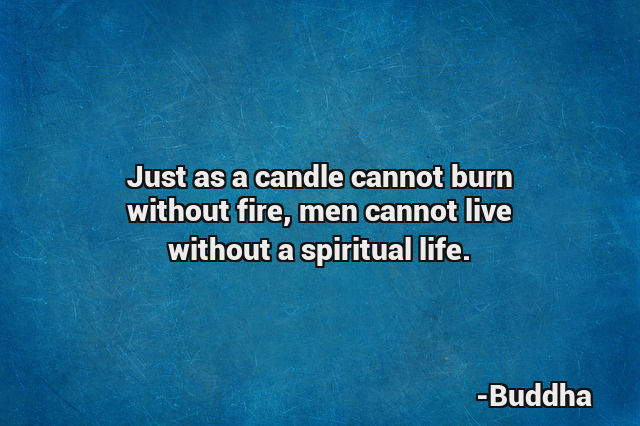 Just as a candle cannot burn
without fire, men cannot live
without a spiritual life.
-Buddha